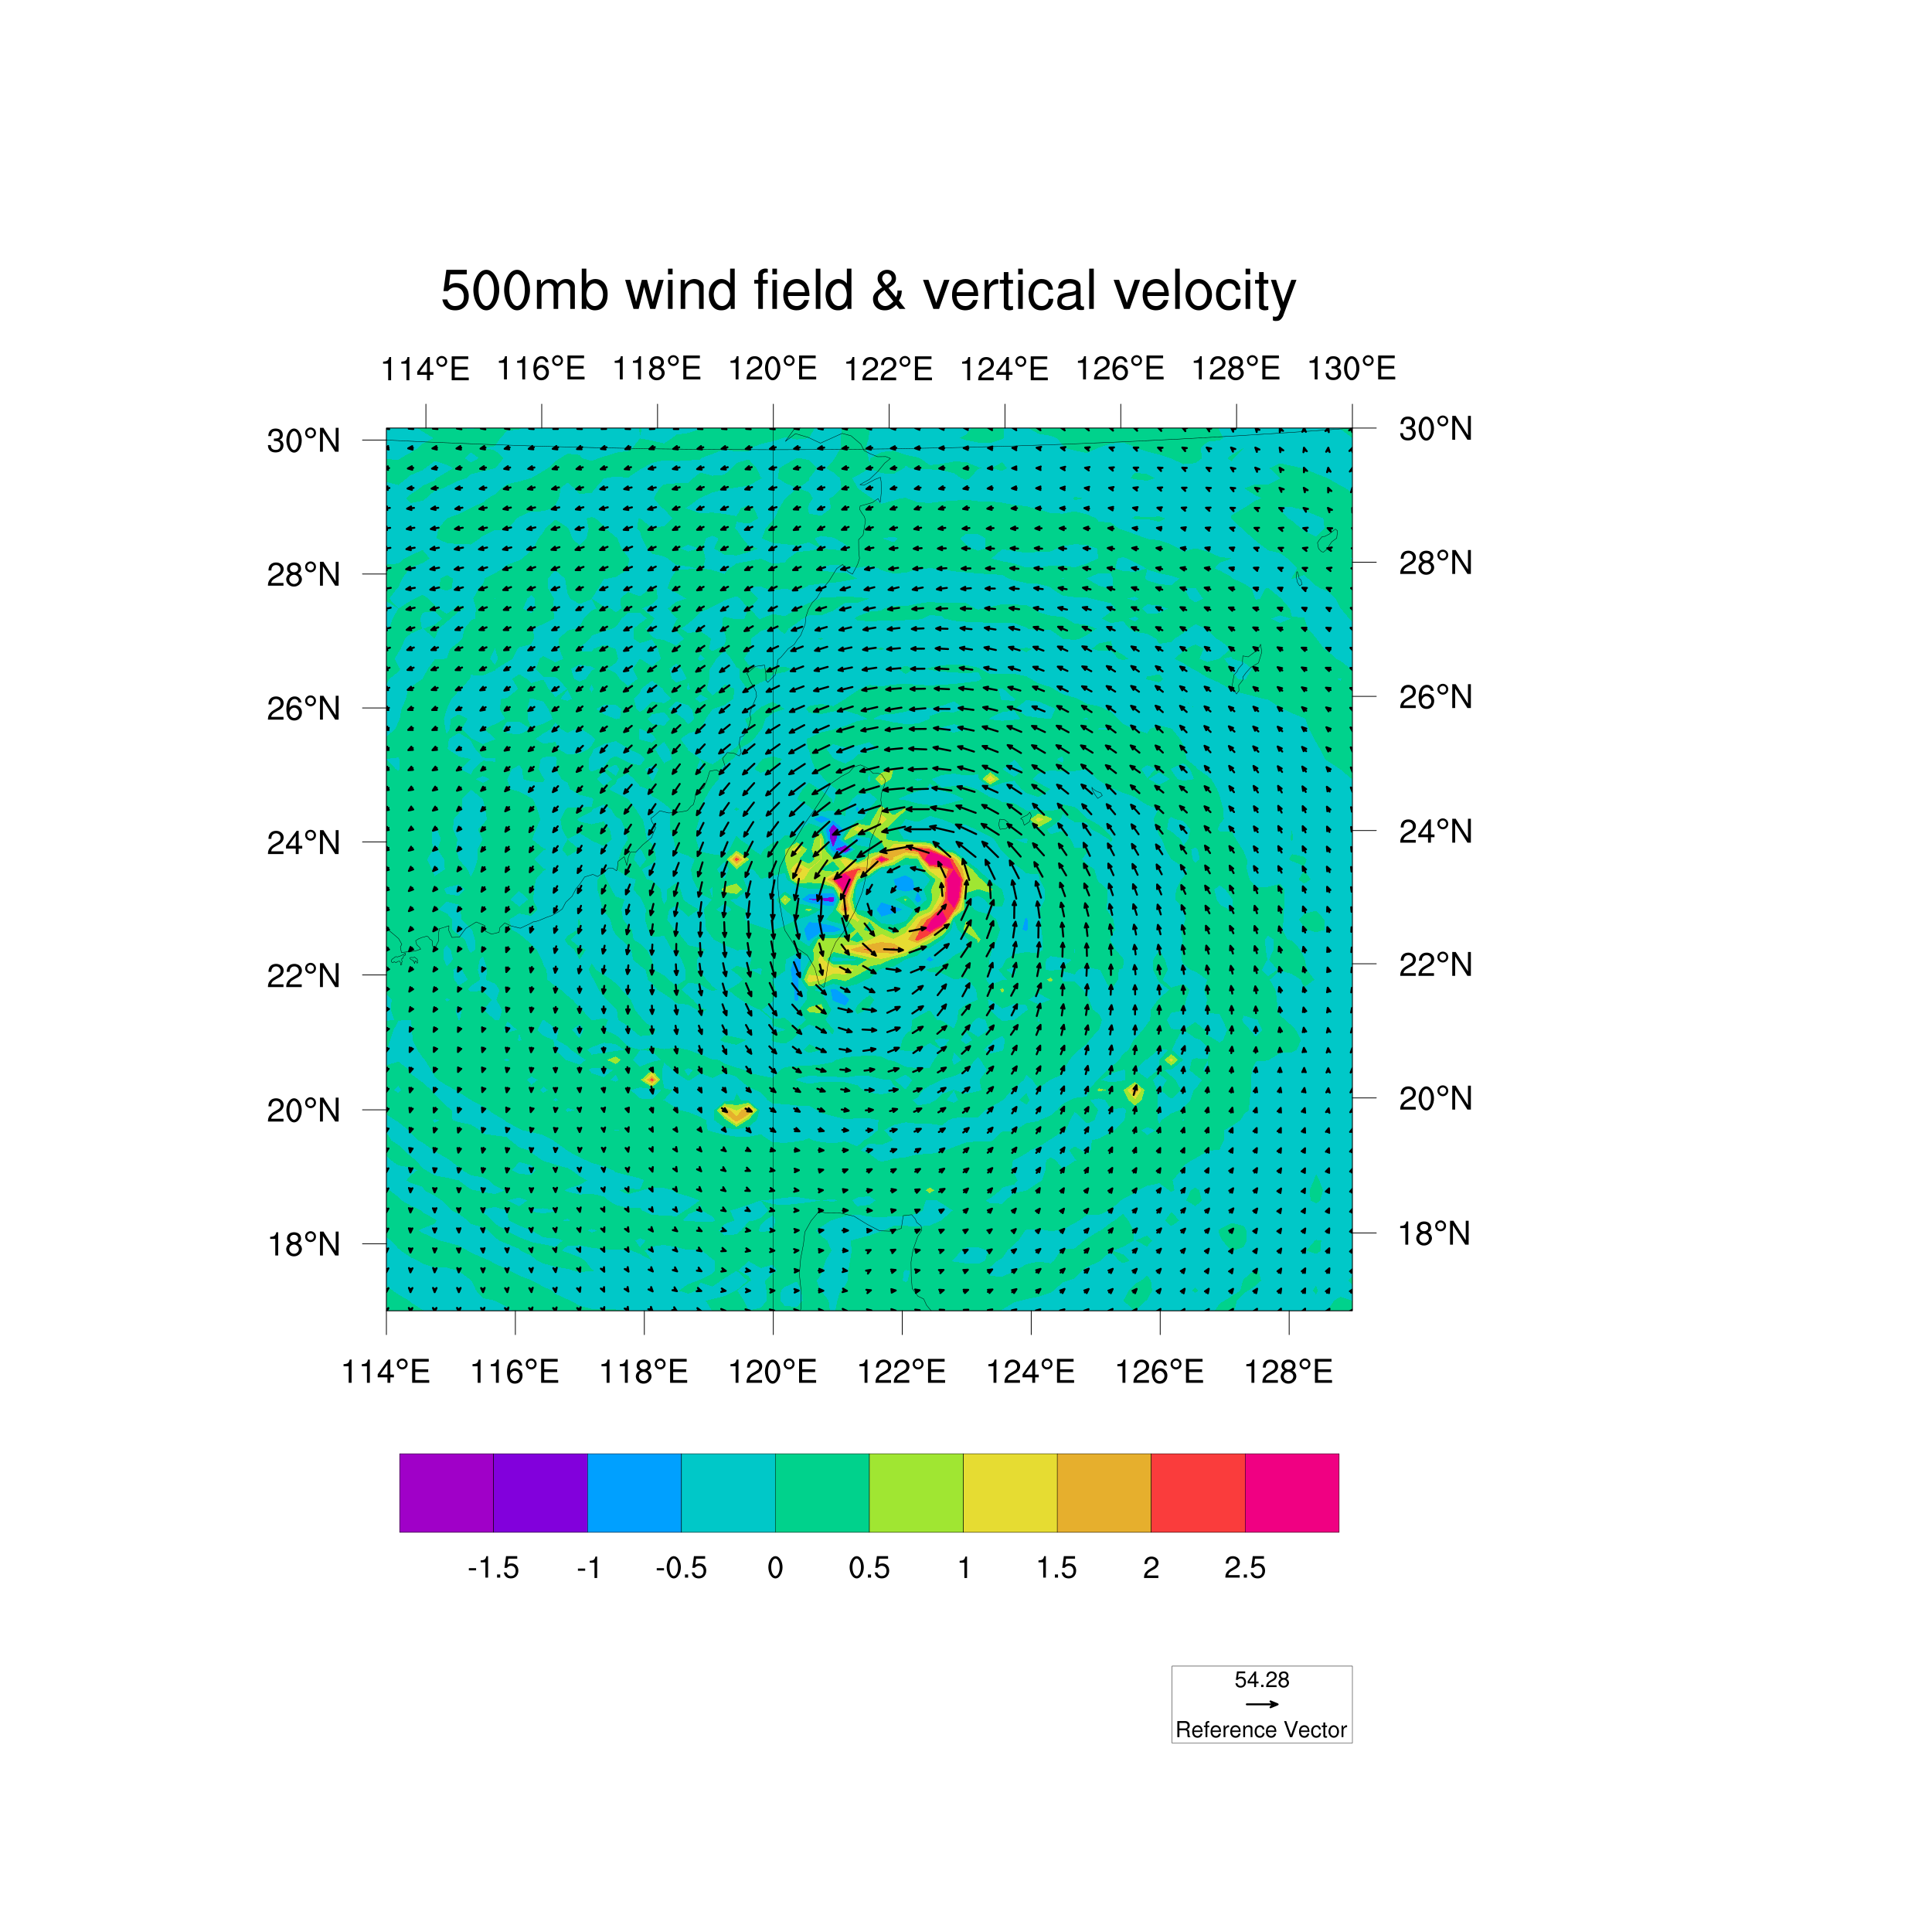 500mb wind field & vertical velocity
114°E 116°E 118°E 120°E 122°E 124°E 126°E 128°E 130°E
30°N 30°N
28°N 28°N
26°N 26°N
24°N 24°N
22°N 22°N
20°N 20°N
18°N 18°N
114°E 116°E 118°E 120°E 122°E 124°E 126°E 128°E
-1.5 -1 -0.5 0 0.5 1 1.5 2 2.5
54.28
Reference Vector